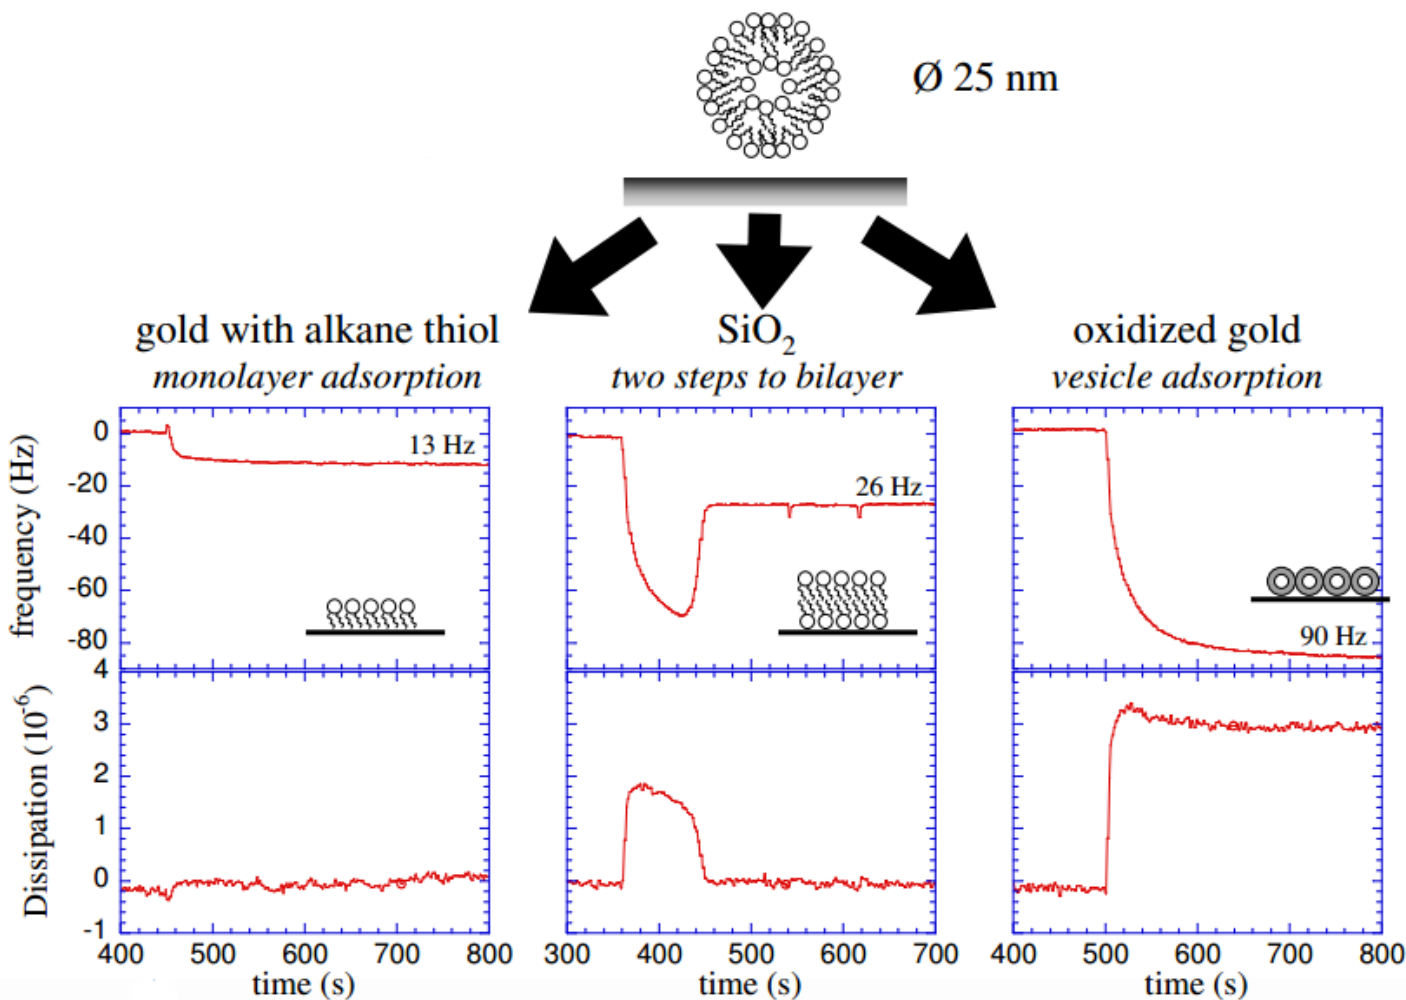 Ø 25 nm
gold with alkane thiol
monolayer adsorption
SiO2
two steps to bilayer
oxidized gold
vesicle adsorption
frequency (Hz)
0
-20
-40
-60
-80
13 Hz
26 Hz
90 Hz
Dissipation (10-6)
4
3
2
1
0
-1
400 500 600 700 800
300 400 500 600 700
400 500 600 700 800
time (s)
time (s)
time (s)